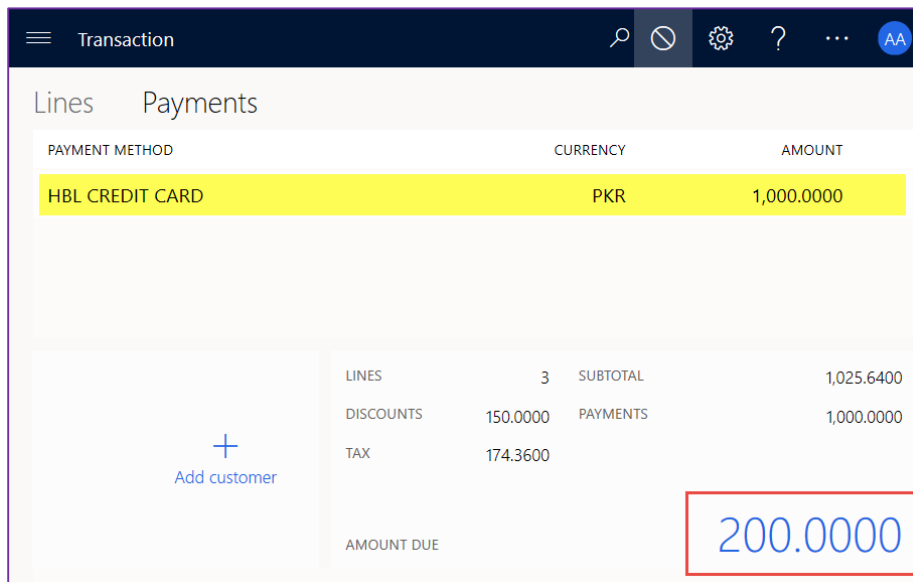 Transaction ? ... AA
Lines Payments
PAYMENT METHOD CURRENCY AMOUNT
HBL CREDIT CARD PKR 1,000.0000
LINES 3 SUBTOTAL 1,025.6400
DISCOUNTS 150.0000 PAYMENTS 1,000.0000
TAX 174.3600
+
Add customer
AMOUNT DUE 200.0000